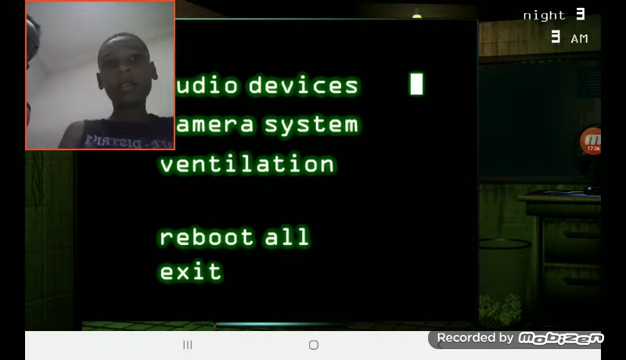 night 3
3 AM
udio devices
amera system
ventilation
reboot all
exit
Recorded by mobizen